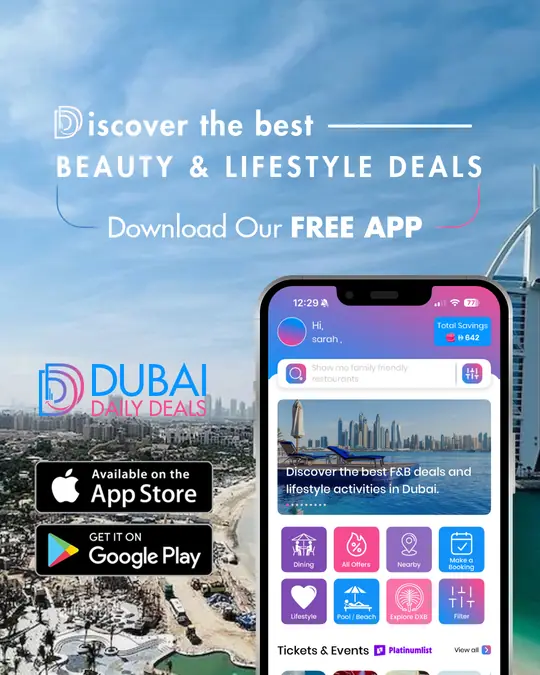 Discover the best
BEAUTY & LIFESTYLE DEALS
Download Our FREE APP
12:29
77
Hi,
sarah ,
Total Savings
642
Show me family friendly
restaurants
DUBAI
DAILY DEALS
Discover the best F&B deals and
lifestyle activities in Dubai.
Available on the
App Store
GET IT ON
Google Play
Dining
All Offers
Nearby
Make a
Booking
Lifestyle
Pool / Beach
Explore DXB
Filter
Tickets & Events
Platinumlist
View all